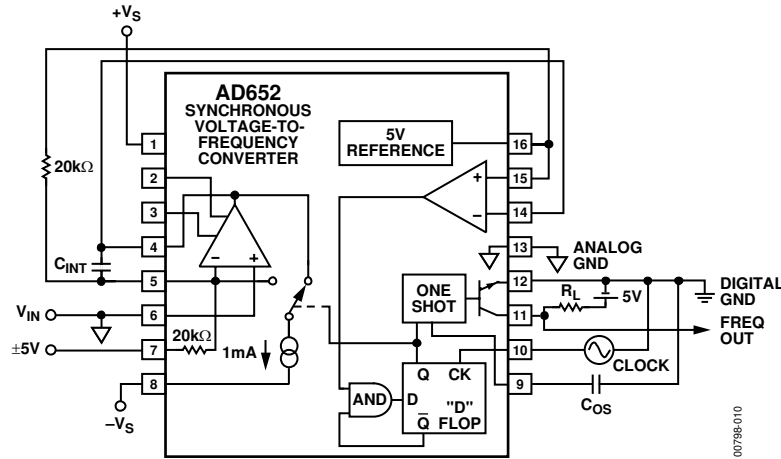 +VS
AD652
SYNCHRONOUS
VOLTAGE-TO-
FREQUENCY
CONVERTER
5V
REFERENCE
20kΩ
CINT
VIN
±5V
–VS
1
2
3
4
5
6
7
8
16
15
14
13
12
11
10
9
+
–
–
+
20kΩ
1mA
ONE
SHOT
AND
D
Q
CK
Q̅
"D"
FLOP
ANALOG
GND
RL
5V
DIGITAL
GND
FREQ
OUT
CLOCK
COS
00798-010